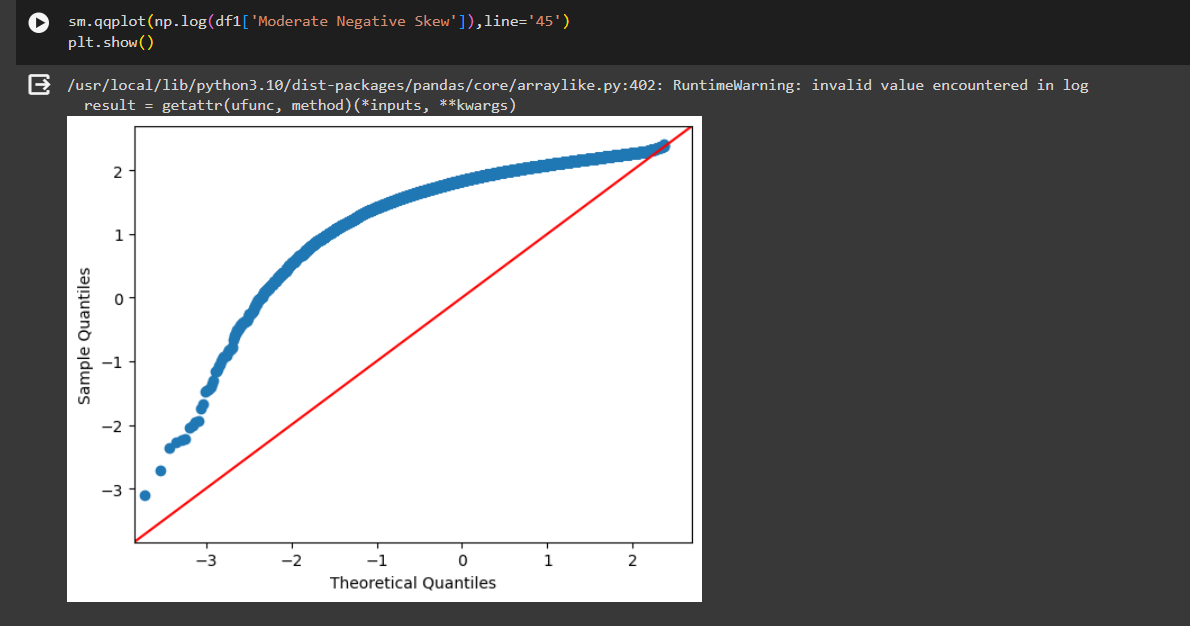 sm.qqplot(np.log(df1['Moderate Negative Skew']),line='45')
plt.show()
/usr/local/lib/python3.10/dist-packages/pandas/core/arraylike.py:402: RuntimeWarning: invalid value encountered in log
result = getattr(ufunc, method)(*inputs, **kwargs)
2
1
0
−1
−2
−3
Sample Quantiles
−3 −2 −1 0 1 2
Theoretical Quantiles